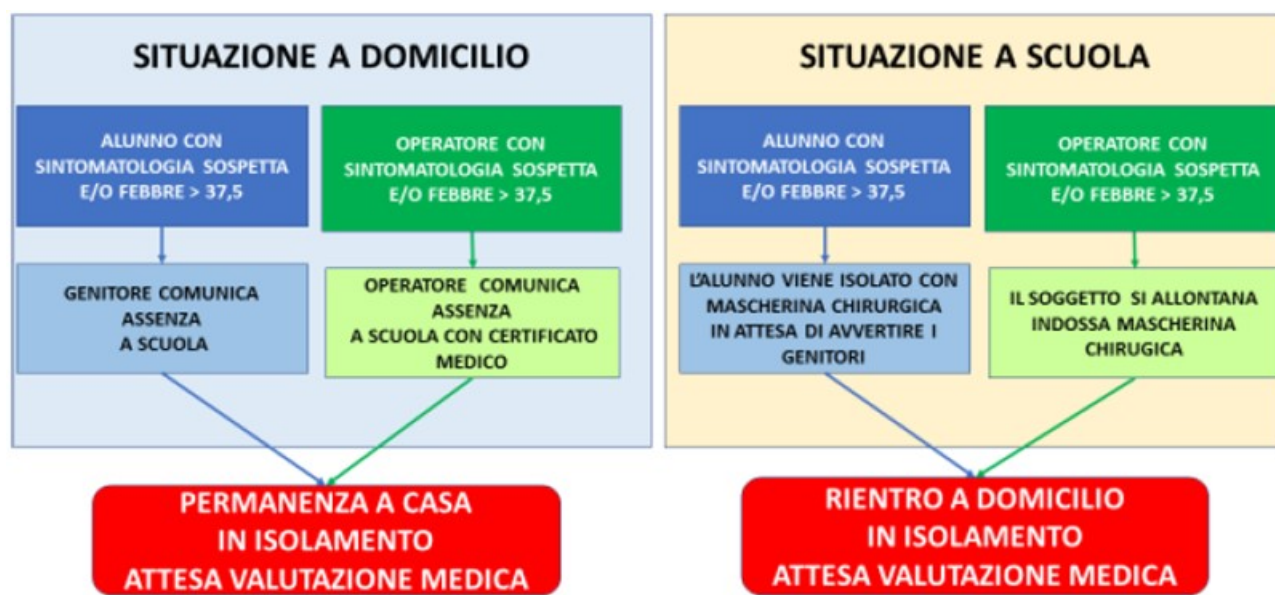 SITUAZIONE A DOMICILIO
ALUNNO CON
SINTOMATOLOGIA SOSPETTA
E/O FEBBRE > 37,5
OPERATORE CON
SINTOMATOLOGIA SOSPETTA
E/O FEBBRE > 37,5
GENITORE COMUNICA
ASSENZA
A SCUOLA
OPERATORE COMUNICA
ASSENZA
A SCUOLA CON CERTIFICATO
MEDICO
PERMANENZA A CASA
IN ISOLAMENTO
ATTESA VALUTAZIONE MEDICA
SITUAZIONE A SCUOLA
ALUNNO CON
SINTOMATOLOGIA SOSPETTA
E/O FEBBRE > 37,5
OPERATORE CON
SINTOMATOLOGIA SOSPETTA
E/O FEBBRE > 37,5
L'ALUNNO VIENE ISOLATO CON
MASCHERINA CHIRURGICA
IN ATTESA DI AVVERTIRE I
GENITORI
IL SOGGETTO SI ALLONTANA
INDOSSA MASCHERINA
CHIRUGICA
RIENTRO A DOMICILIO
IN ISOLAMENTO
ATTESA VALUTAZIONE MEDICA